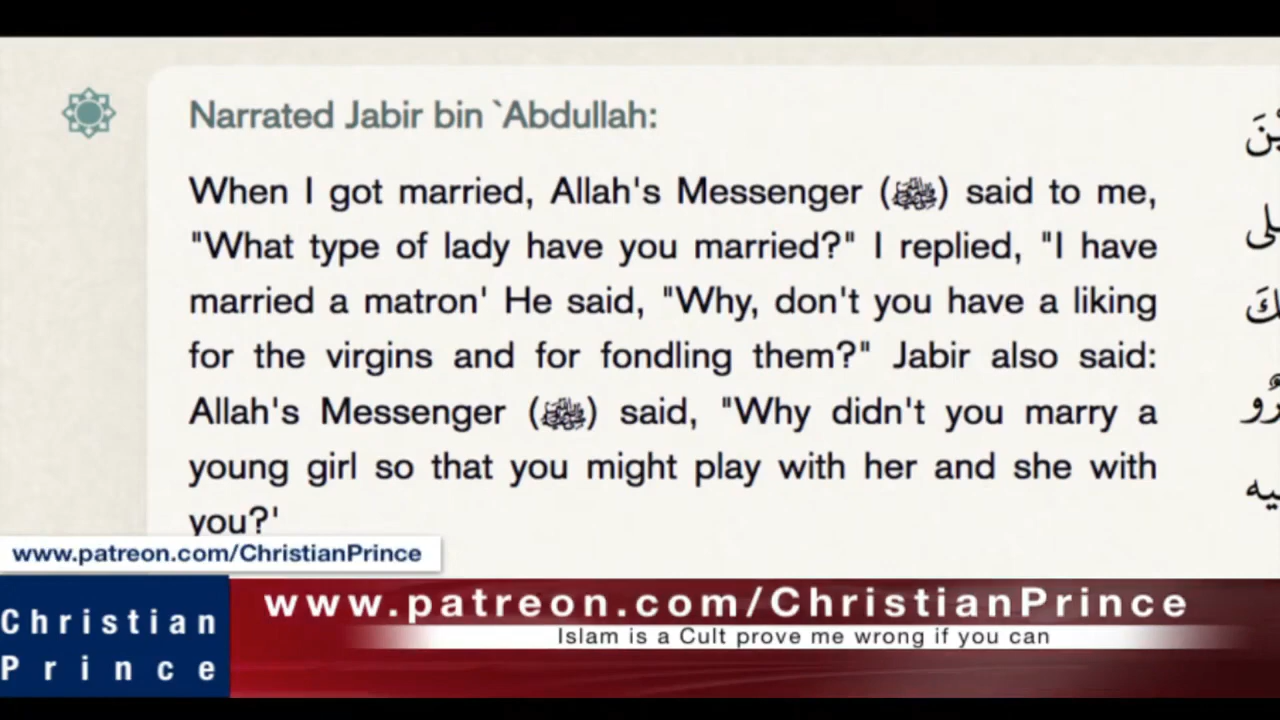 Narrated Jabir bin `Abdullah:
When I got married, Allah's Messenger (ﷺ) said to me,
"What type of lady have you married?" I replied, "I have
married a matron' He said, "Why, don't you have a liking
for the virgins and for fondling them?" Jabir also said:
Allah's Messenger (ﷺ) said, "Why didn't you marry a
young girl so that you might play with her and she with
you?'
www.patreon.com/ChristianPrince
Christian
Prince
www.patreon.com/ChristianPrince
Islam is a Cult prove me wrong if you can